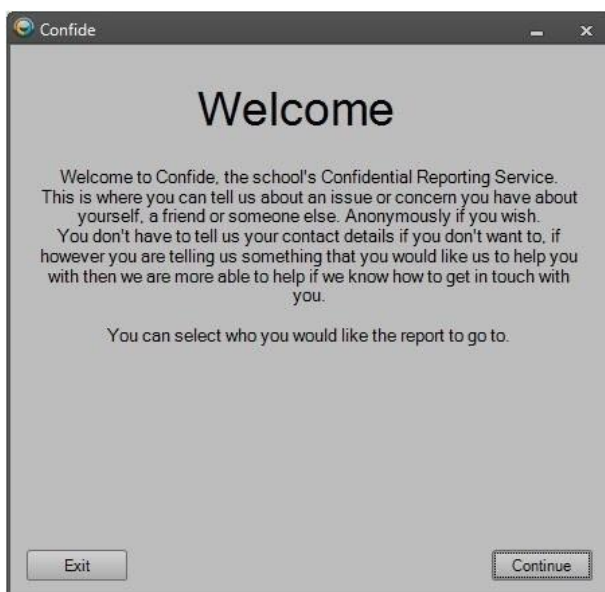 Confide
Welcome
Welcome to Confide, the school's Confidential Reporting Service.
This is where you can tell us about an issue or concern you have about
yourself, a friend or someone else. Anonymously if you wish.
You don't have to tell us your contact details if you don't want to, if
however you are telling us something that you would like us to help you
with then we are more able to help if we know how to get in touch with
you.
You can select who you would like the report to go to.
Exit
Continue